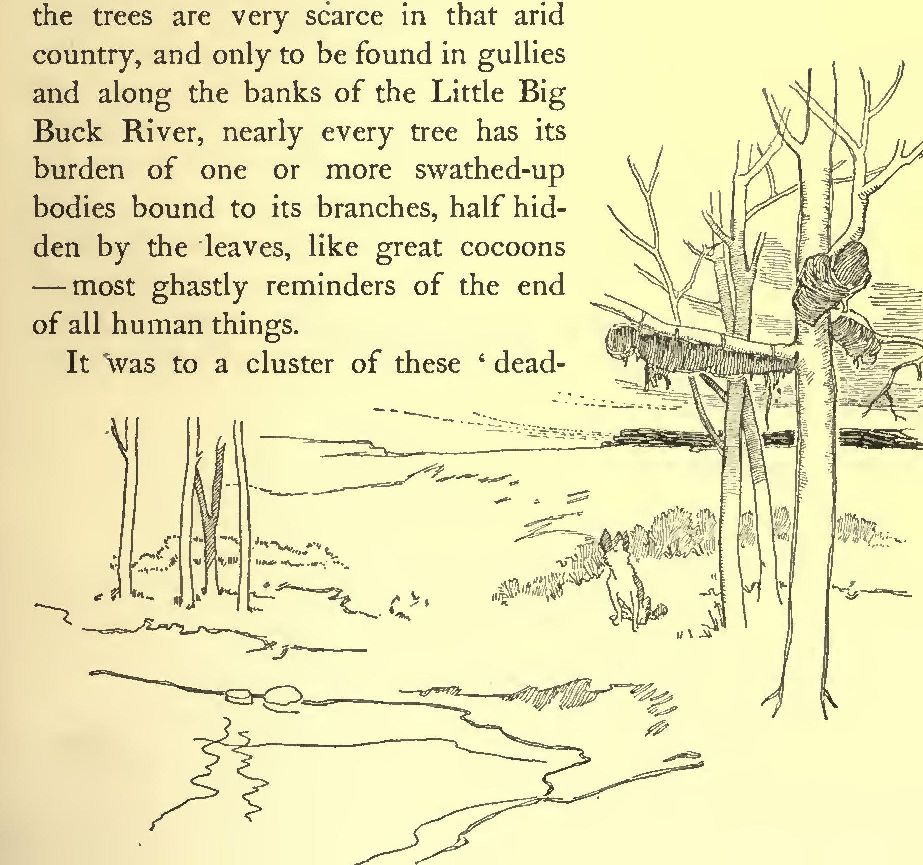 the trees are very scarce in that arid
country, and only to be found in gullies
and along the banks of the Little Big
Buck River, nearly every tree has its
burden of one or more swathed-up
bodies bound to its branches, half hid-
den by the leaves, like great cocoons
— most ghastly reminders of the end
of all human things.
It was to a cluster of these ‘ dead-